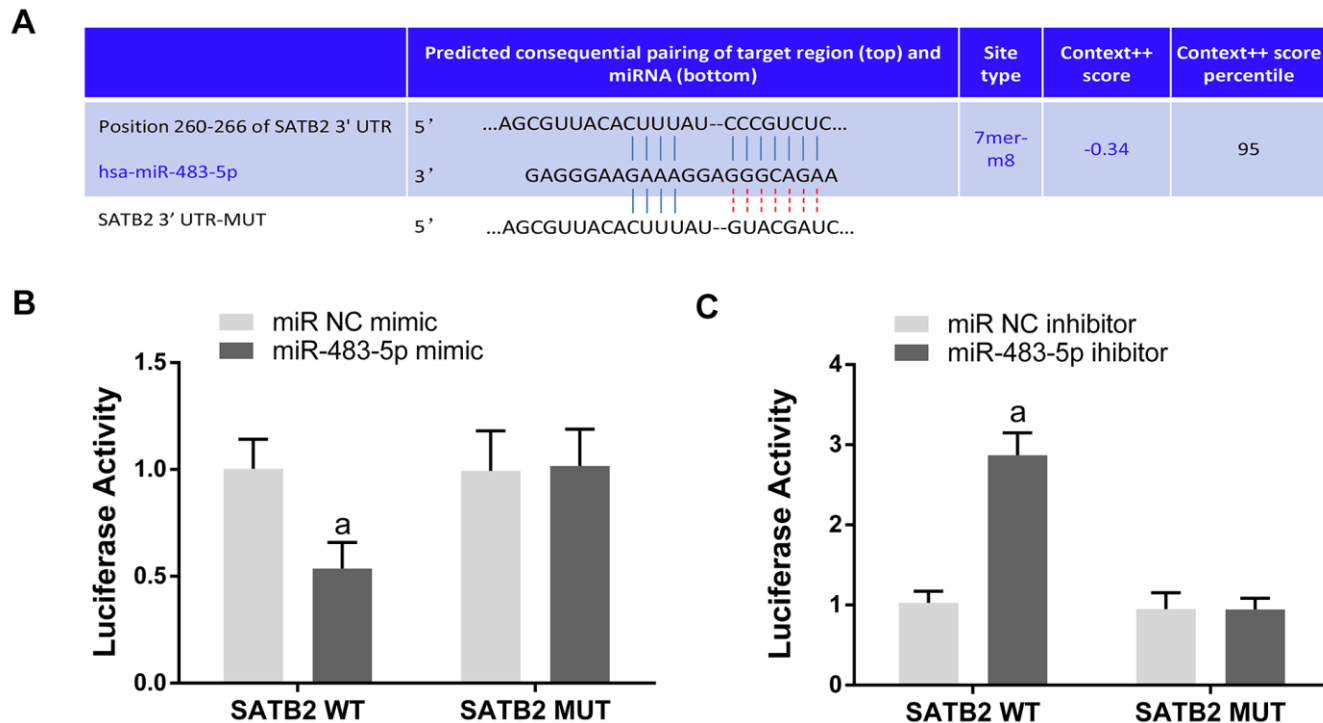 A
Predicted consequential pairing of target region (top) and miRNA (bottom)
Site type
Context++ score
Context++ score percentile
Position 260-266 of SATB2 3' UTR 5' ...AGCGUUACACUUUAU--CCCGUCUC...
hsa-miR-483-5p 3' GAGGGAAGAAAGGAGGGCAGAA
7mer-m8
-0.34
95
SATB2 3' UTR-MUT 5' ...AGCGUUACACUUUAU--GUACGAUC...
B
miR NC mimic
miR-483-5p mimic
Luciferase Activity
1.5
1.0
0.5
0.0
a
SATB2 WT
SATB2 MUT
C
miR NC inhibitor
miR-483-5p ihibitor
Luciferase Activity
4
3
2
1
0
a
SATB2 WT
SATB2 MUT